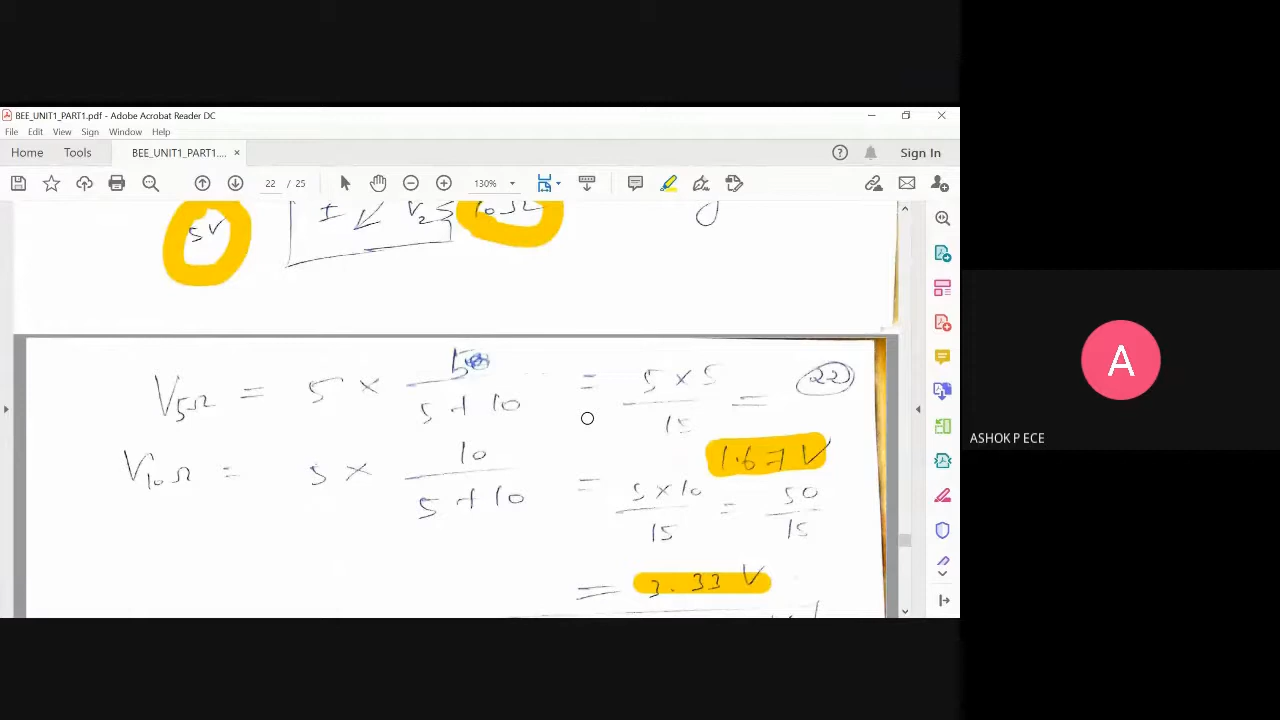 BEE_UNIT1_PART1.pdf - Adobe Acrobat Reader DC
File Edit View Window Help
Home Tools BEE_UNIT1_PART1.... × Sign In
22 / 25 130%
5V I V2 10Ω
V5Ω = 5 × 5 / 5+10 = 5×5 / 15 =
22
1.67 V
V10Ω = 5 × 10 / 5+10 = 5×10 / 15 = 50 / 15
= 3.33 V
A
ASHOK P ECE